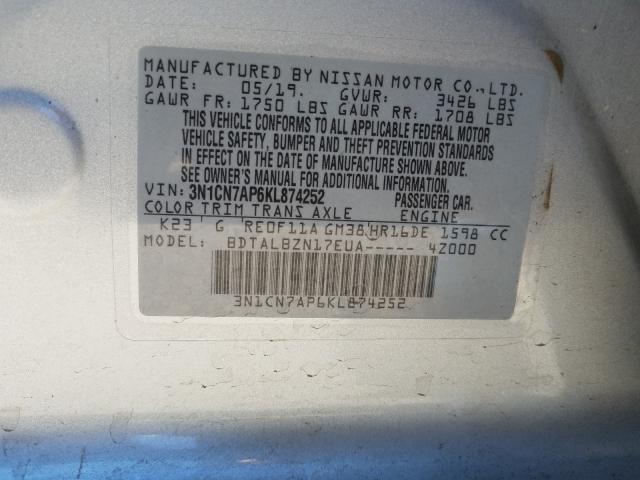 MANUFACTURED BY NISSAN MOTOR CO.,LTD.
DATE: 05/19. GVWR: 3426 LBS
GAWR FR: 1750 LBS GAWR RR: 1708 LBS
THIS VEHICLE CONFORMS TO ALL APPLICABLE FEDERAL MOTOR
VEHICLE SAFETY, BUMPER AND THEFT PREVENTION STANDARDS
IN EFFECT ON THE DATE OF MANUFACTURE SHOWN ABOVE.
SEE OWNER'S MANUAL FOR ADDITIONAL INFORMATION.
VIN: 3N1CN7AP6KL874252 PASSENGER CAR.
COLOR TRIM TRANS AXLE ENGINE
K23 G RE0F11A GM38 HR16DE 1598 CC
MODEL: BDTALBZN17EUA----- 4Z000
3N1CN7AP6KL874252